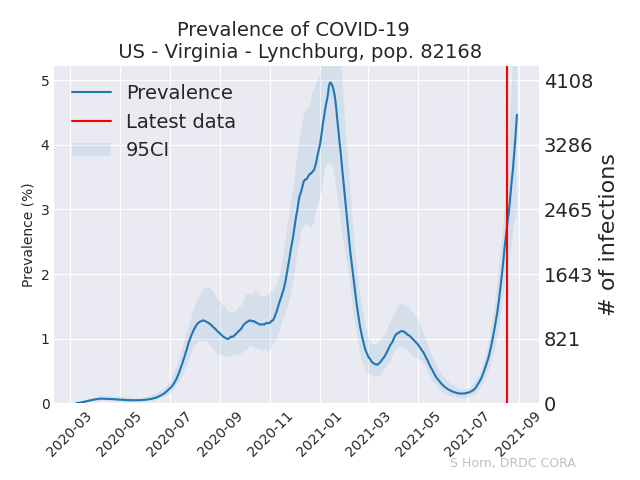 Prevalence of COVID-19
US - Virginia - Lynchburg, pop. 82168
Prevalence
Latest data
95CI
Prevalence (%)
5
4
3
2
1
0
4108
3286
2465
1643
821
0
# of infections
2020-03
2020-05
2020-07
2020-09
2020-11
2021-01
2021-03
2021-05
2021-07
2021-09
S Horn, DRDC CORA